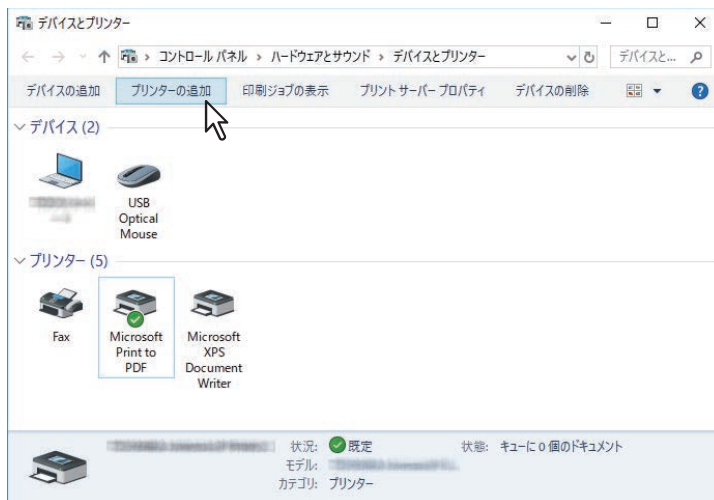 デバイスとプリンター
コントロール パネル › ハードウェアとサウンド › デバイスとプリンター
デバイスと...
デバイスの追加 プリンターの追加 印刷ジョブの表示 プリント サーバー プロパティ デバイスの削除
デバイス (2)
USB
Optical
Mouse
プリンター (5)
Fax
Microsoft
Print to
PDF
Microsoft
XPS
Document
Writer
状況: 既定 状態: キューに 0 個のドキュメント
モデル:
カテゴリ: プリンター